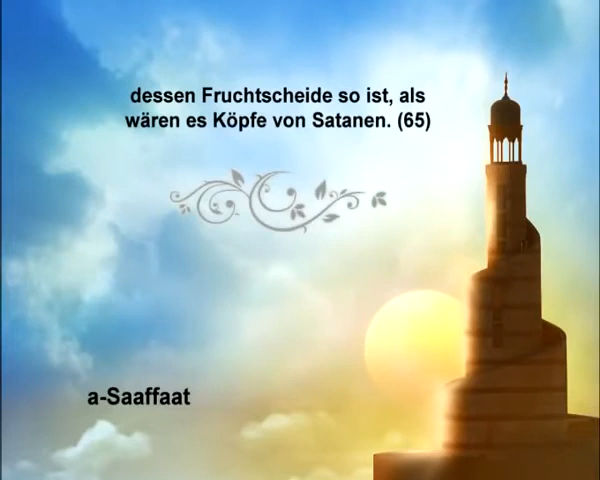 dessen Fruchtscheide so ist, als
wären es Köpfe von Satanen. (65)
a-Saaffaat